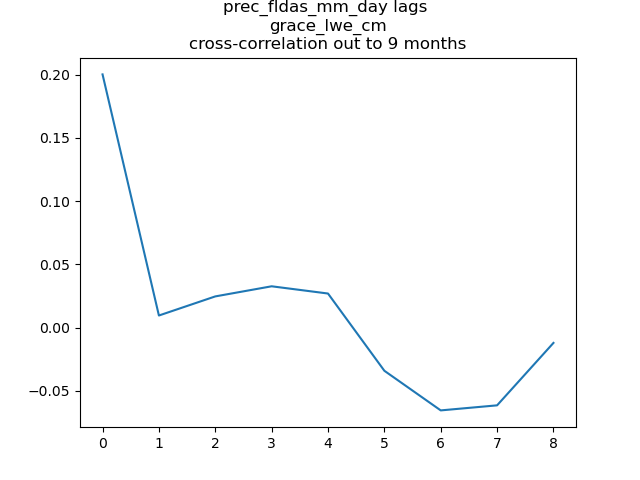 prec_fldas_mm_day lags
grace_lwe_cm
cross-correlation out to 9 months
0.20
0.15
0.10
0.05
0.00
−0.05
0 1 2 3 4 5 6 7 8